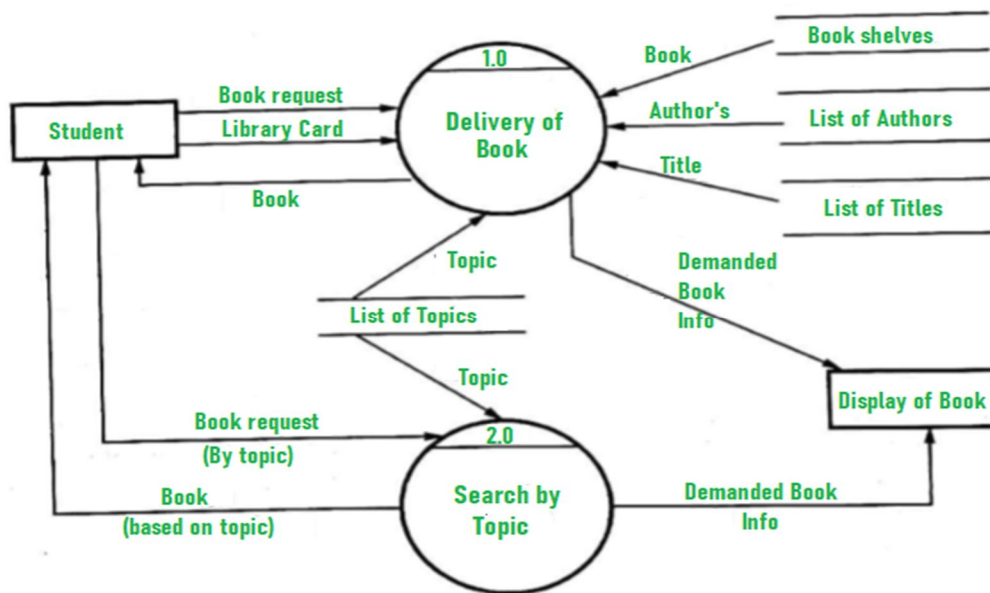 Book shelves
1.0
Book
Book request
Author's
List of Authors
Student
Library Card
Delivery of
Book
Title
Book
List of Titles
Topic
Demanded
Book
Info
List of Topics
Topic
Display of Book
Book request
(By topic)
2.0
Book
(based on topic)
Search by
Topic
Demanded Book
Info